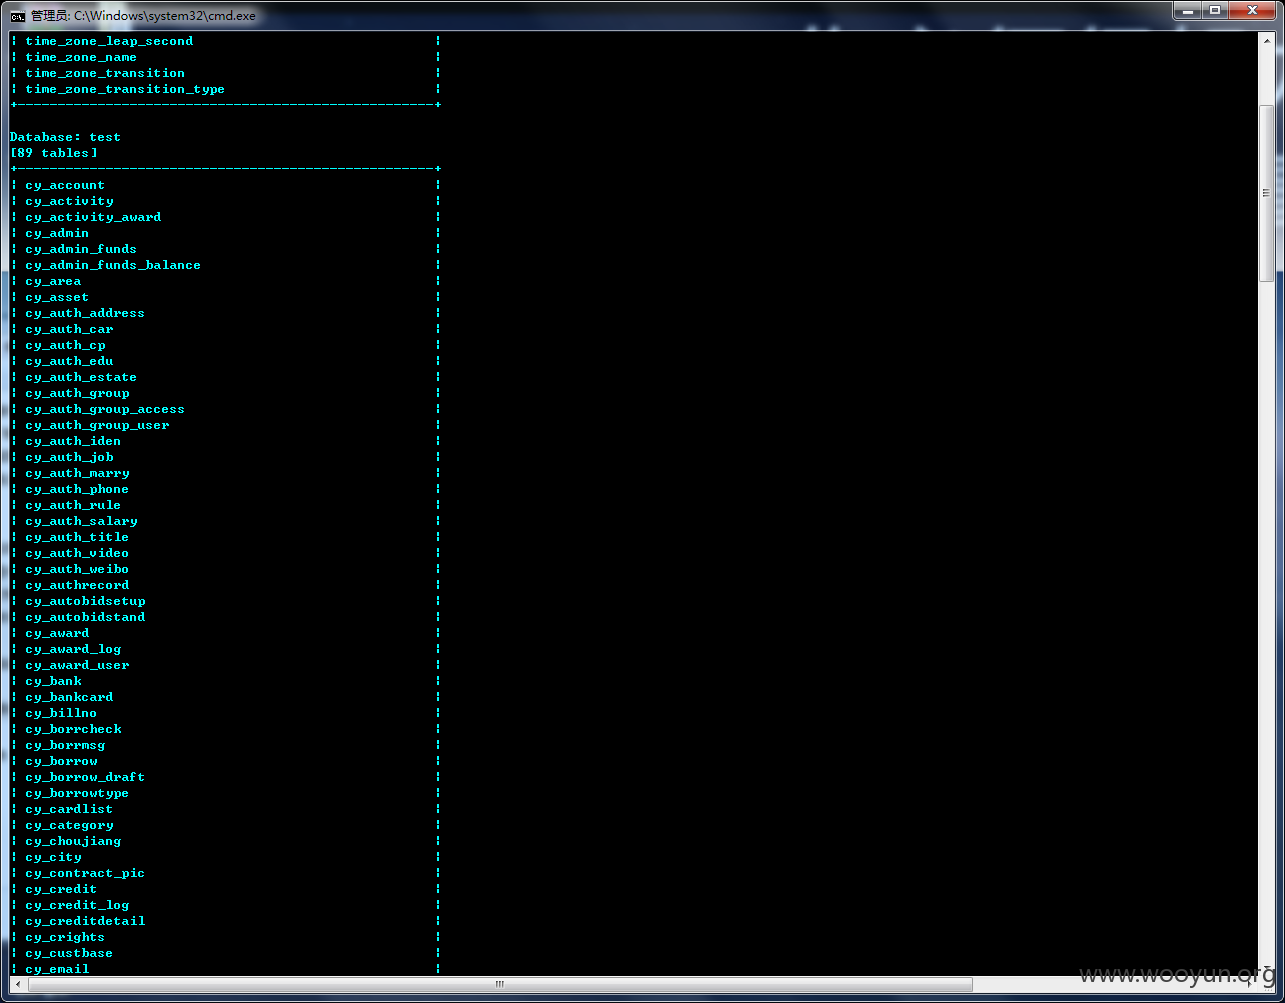 管理员: C:\Windows\system32\cmd.exe
| time_zone_leap_second |
| time_zone_name |
| time_zone_transition |
| time_zone_transition_type |
+----------------------------------------------------+
Database: test
[89 tables]
+----------------------------------------------------+
| cy_account |
| cy_activity |
| cy_activity_award |
| cy_admin |
| cy_admin_funds |
| cy_admin_funds_balance |
| cy_area |
| cy_asset |
| cy_auth_address |
| cy_auth_car |
| cy_auth_cp |
| cy_auth_edu |
| cy_auth_estate |
| cy_auth_group |
| cy_auth_group_access |
| cy_auth_group_user |
| cy_auth_iden |
| cy_auth_job |
| cy_auth_marry |
| cy_auth_phone |
| cy_auth_rule |
| cy_auth_salary |
| cy_auth_title |
| cy_auth_video |
| cy_auth_weibo |
| cy_authrecord |
| cy_autobidsetup |
| cy_autobidstand |
| cy_award |
| cy_award_log |
| cy_award_user |
| cy_bank |
| cy_bankcard |
| cy_billno |
| cy_borrcheck |
| cy_borrmsg |
| cy_borrow |
| cy_borrow_draft |
| cy_borrowtype |
| cy_cardlist |
| cy_category |
| cy_choujiang |
| cy_city |
| cy_contract_pic |
| cy_credit |
| cy_credit_log |
| cy_creditdetail |
| cy_crights |
| cy_custbase |
| cy_email |
www.wooyun.org